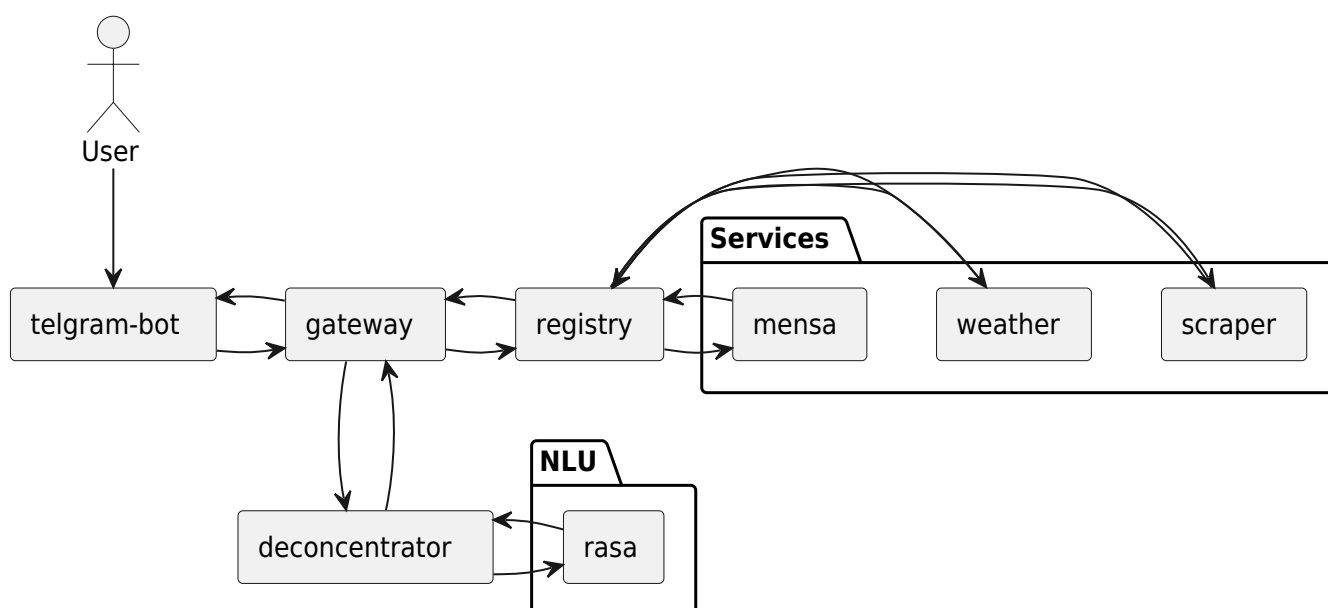 User
Services
telgram-bot
gateway
registry
mensa
weather
scraper
NLU
deconcentrator
rasa